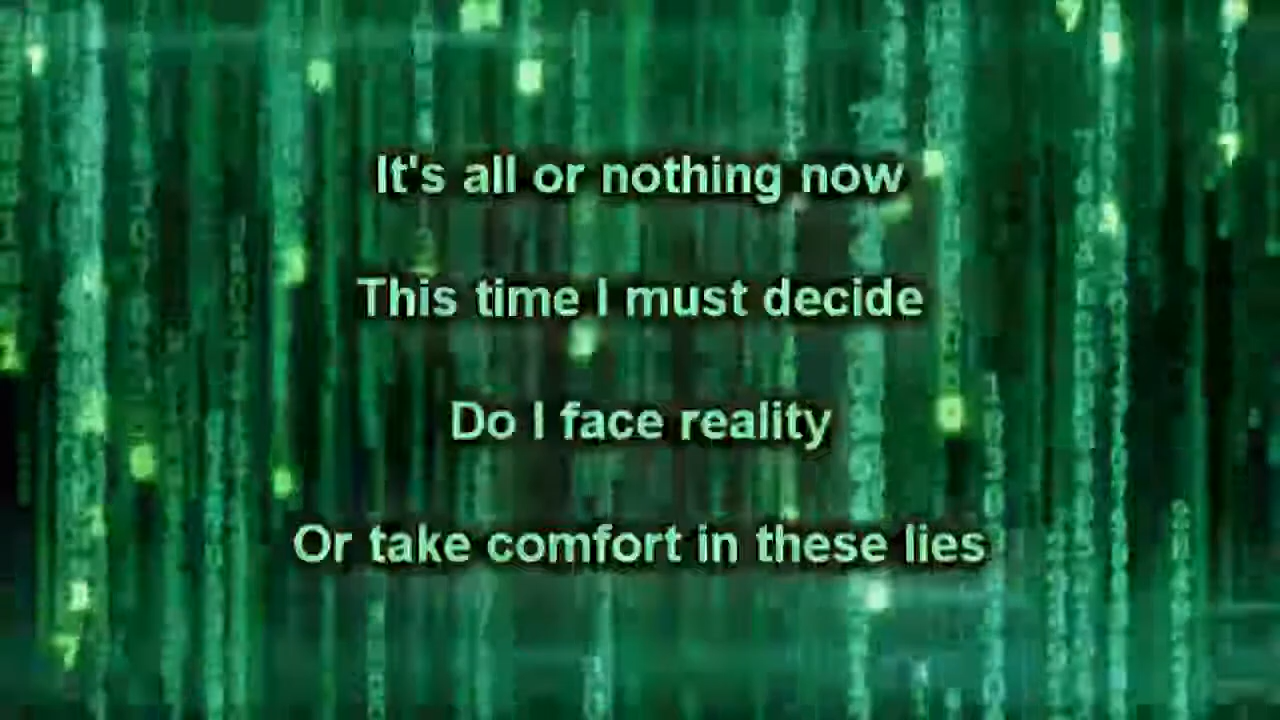 It's all or nothing now
This time I must decide
Do I face reality
Or take comfort in these lies